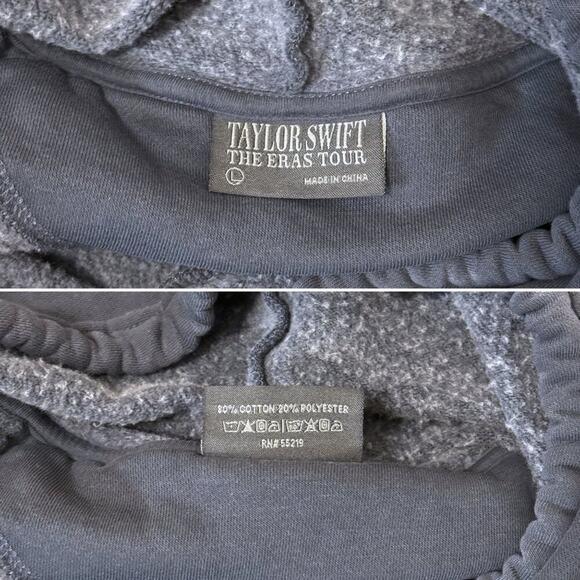 TAYLOR SWIFT
THE ERAS TOUR
L
MADE IN CHINA
80% COTTON 20% POLYESTER
RN# 55219